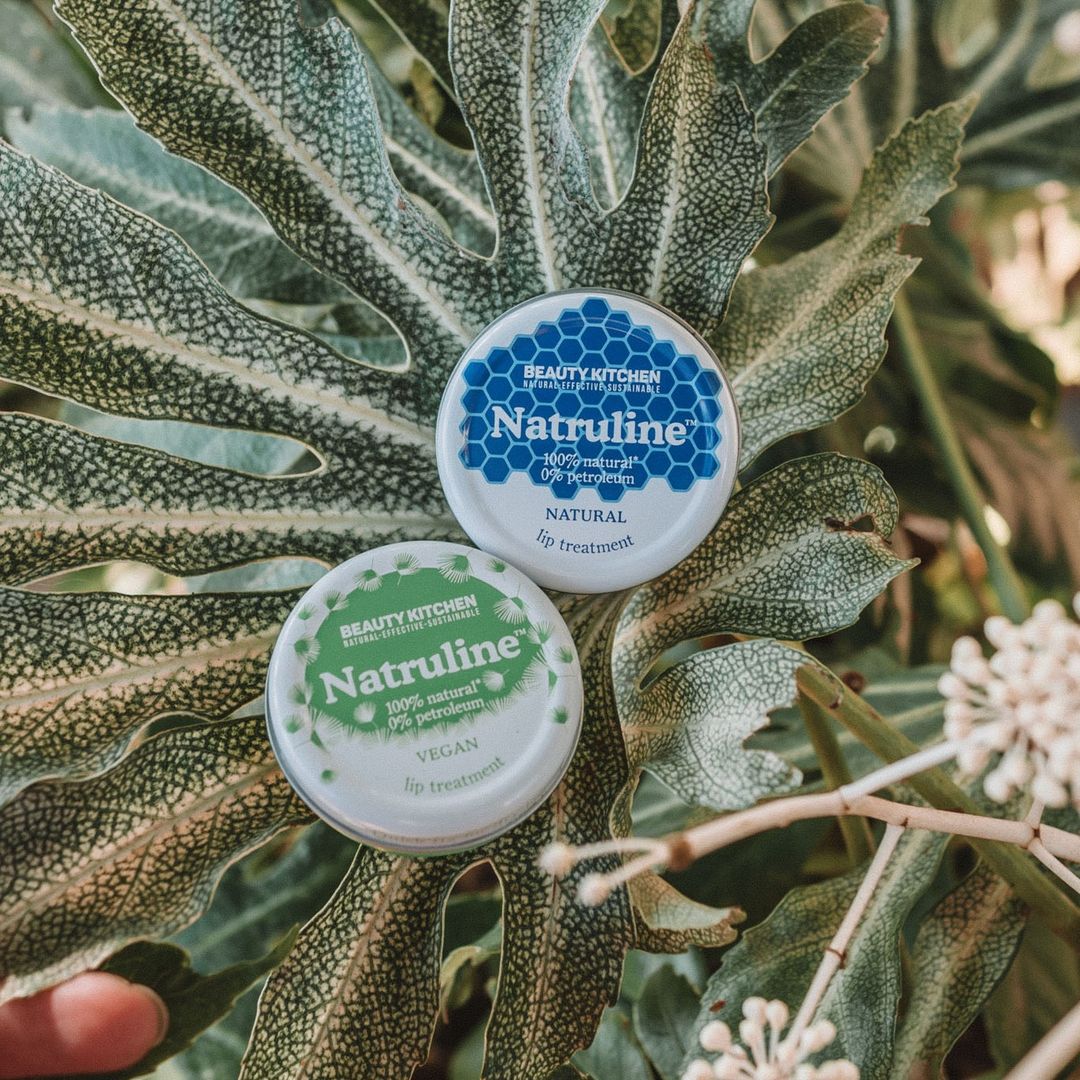 BEAUTY KITCHEN
NATURAL-EFFECTIVE-SUSTAINABLE
Natruline™
100% natural*
0% petroleum
NATURAL
lip treatment
BEAUTY KITCHEN
NATURAL-EFFECTIVE-SUSTAINABLE
Natruline™
100% natural*
0% petroleum
VEGAN
lip treatment